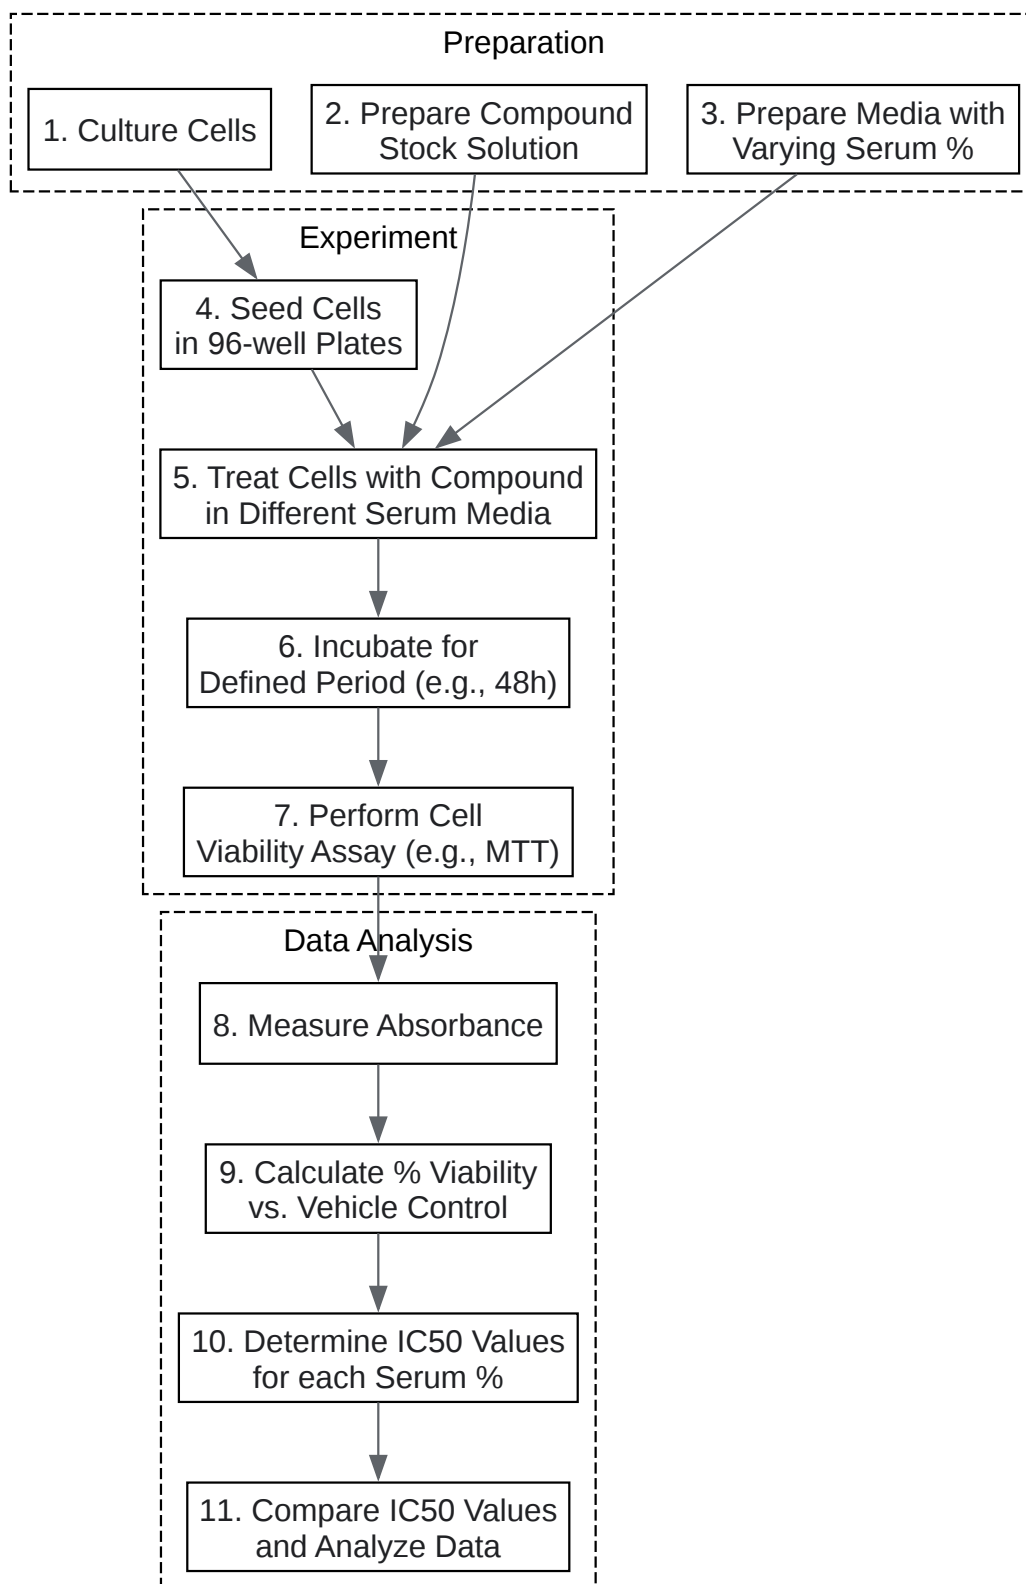 Preparation
1. Culture Cells
2. Prepare Compound
Stock Solution
3. Prepare Media with
Varying Serum %
Experiment
4. Seed Cells
in 96-well Plates
5. Treat Cells with Compound
in Different Serum Media
6. Incubate for
Defined Period (e.g., 48h)
7. Perform Cell
Viability Assay (e.g., MTT)
Data Analysis
8. Measure Absorbance
9. Calculate % Viability
vs. Vehicle Control
10. Determine IC50 Values
for each Serum %
11. Compare IC50 Values
and Analyze Data